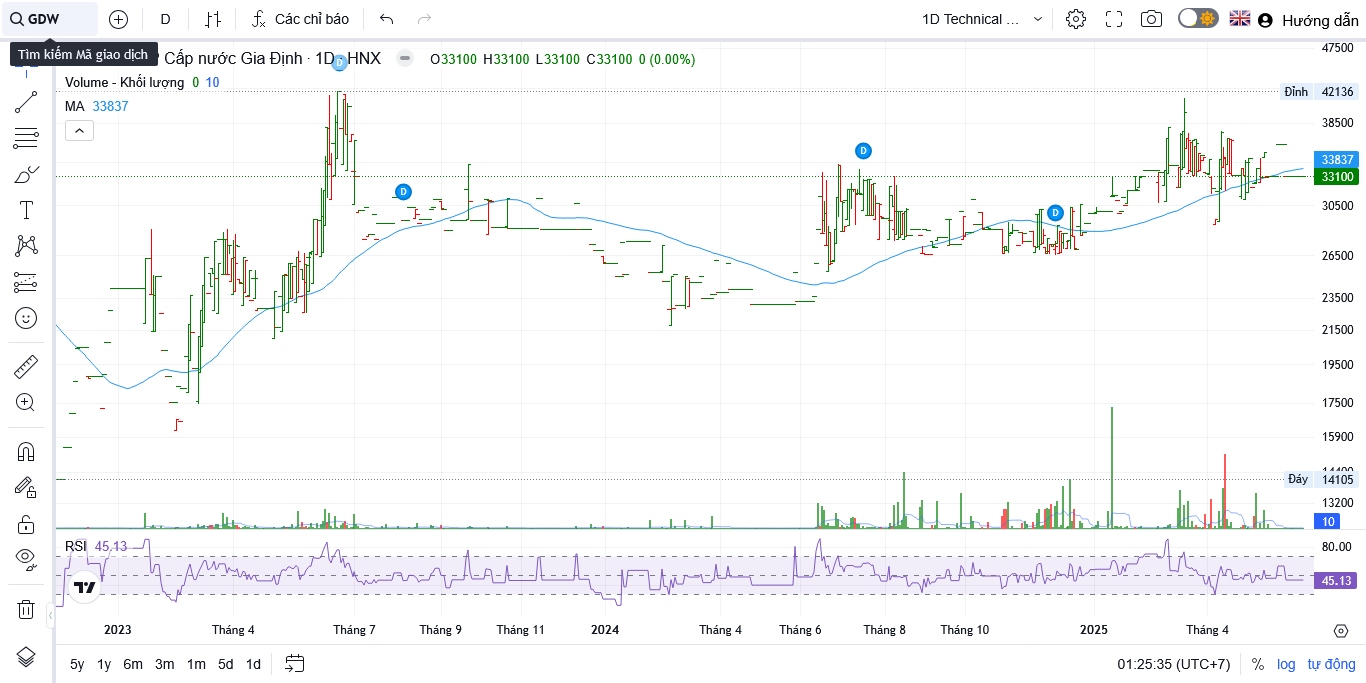 GDW
D
Các chỉ báo
1D Technical ...
Hướng dẫn
Tìm kiếm Mã giao dịch
Cấp nước Gia Định · 1D · HNX
O33100 H33100 L33100 C33100 0 (0.00%)
Volume - Khối lượng 0 10
MA 33837
47500
Đỉnh 42136
38500
33837
33100
30500
26500
23500
21500
19500
17500
15900
14400
Đáy 14105
13200
10
D
D
D
D
RSI 45.13
80.00
45.13
2023 Tháng 4 Tháng 7 Tháng 9 Tháng 11 2024 Tháng 4 Tháng 6 Tháng 8 Tháng 10 2025 Tháng 4
5y 1y 6m 3m 1m 5d 1d
01:25:35 (UTC+7) % log tự động